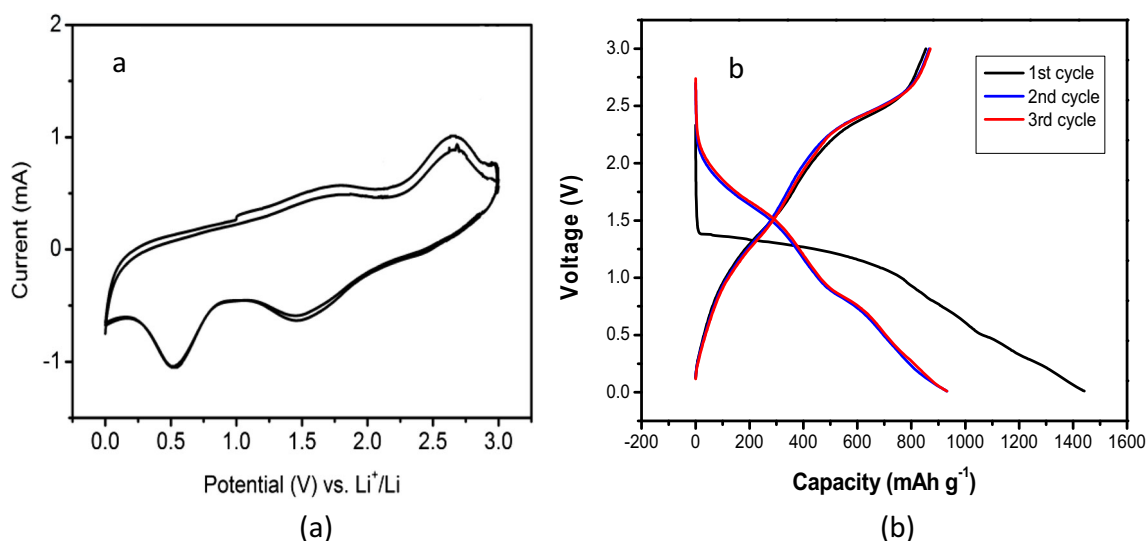 2
1
0
-1
Current (mA)
a
0.0 0.5 1.0 1.5 2.0 2.5 3.0
Potential (V) vs. Li⁺/Li
(a)
3.0
2.5
2.0
1.5
1.0
0.5
0.0
Voltage (V)
b
1st cycle
2nd cycle
3rd cycle
-200 0 200 400 600 800 1000 1200 1400 1600
Capacity (mAh g⁻¹)
(b)